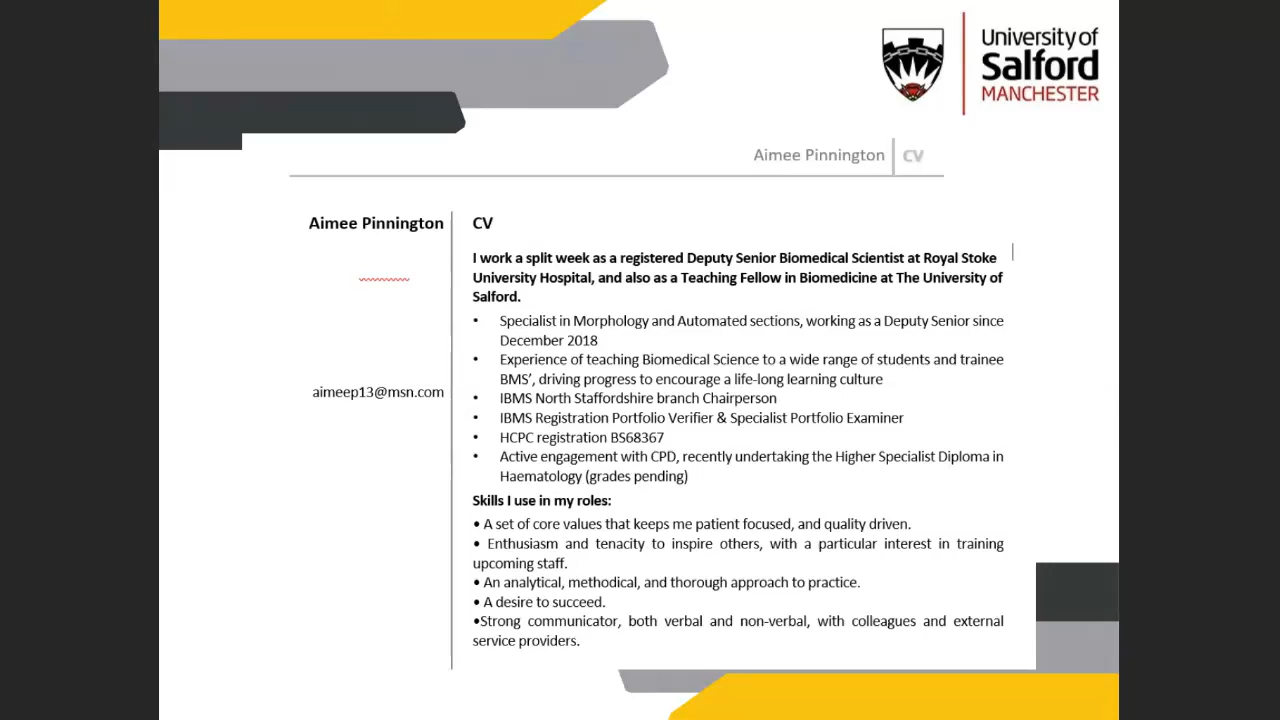 University of
Salford
MANCHESTER
Aimee Pinnington CV
Aimee Pinnington
aimeep13@msn.com
CV
I work a split week as a registered Deputy Senior Biomedical Scientist at Royal Stoke
University Hospital, and also as a Teaching Fellow in Biomedicine at The University of
Salford.
• Specialist in Morphology and Automated sections, working as a Deputy Senior since
December 2018
• Experience of teaching Biomedical Science to a wide range of students and trainee
BMS’, driving progress to encourage a life-long learning culture
• IBMS North Staffordshire branch Chairperson
• IBMS Registration Portfolio Verifier & Specialist Portfolio Examiner
• HCPC registration BS68367
• Active engagement with CPD, recently undertaking the Higher Specialist Diploma in
Haematology (grades pending)
Skills I use in my roles:
• A set of core values that keeps me patient focused, and quality driven.
• Enthusiasm and tenacity to inspire others, with a particular interest in training
upcoming staff.
• An analytical, methodical, and thorough approach to practice.
• A desire to succeed.
•Strong communicator, both verbal and non-verbal, with colleagues and external
service providers.